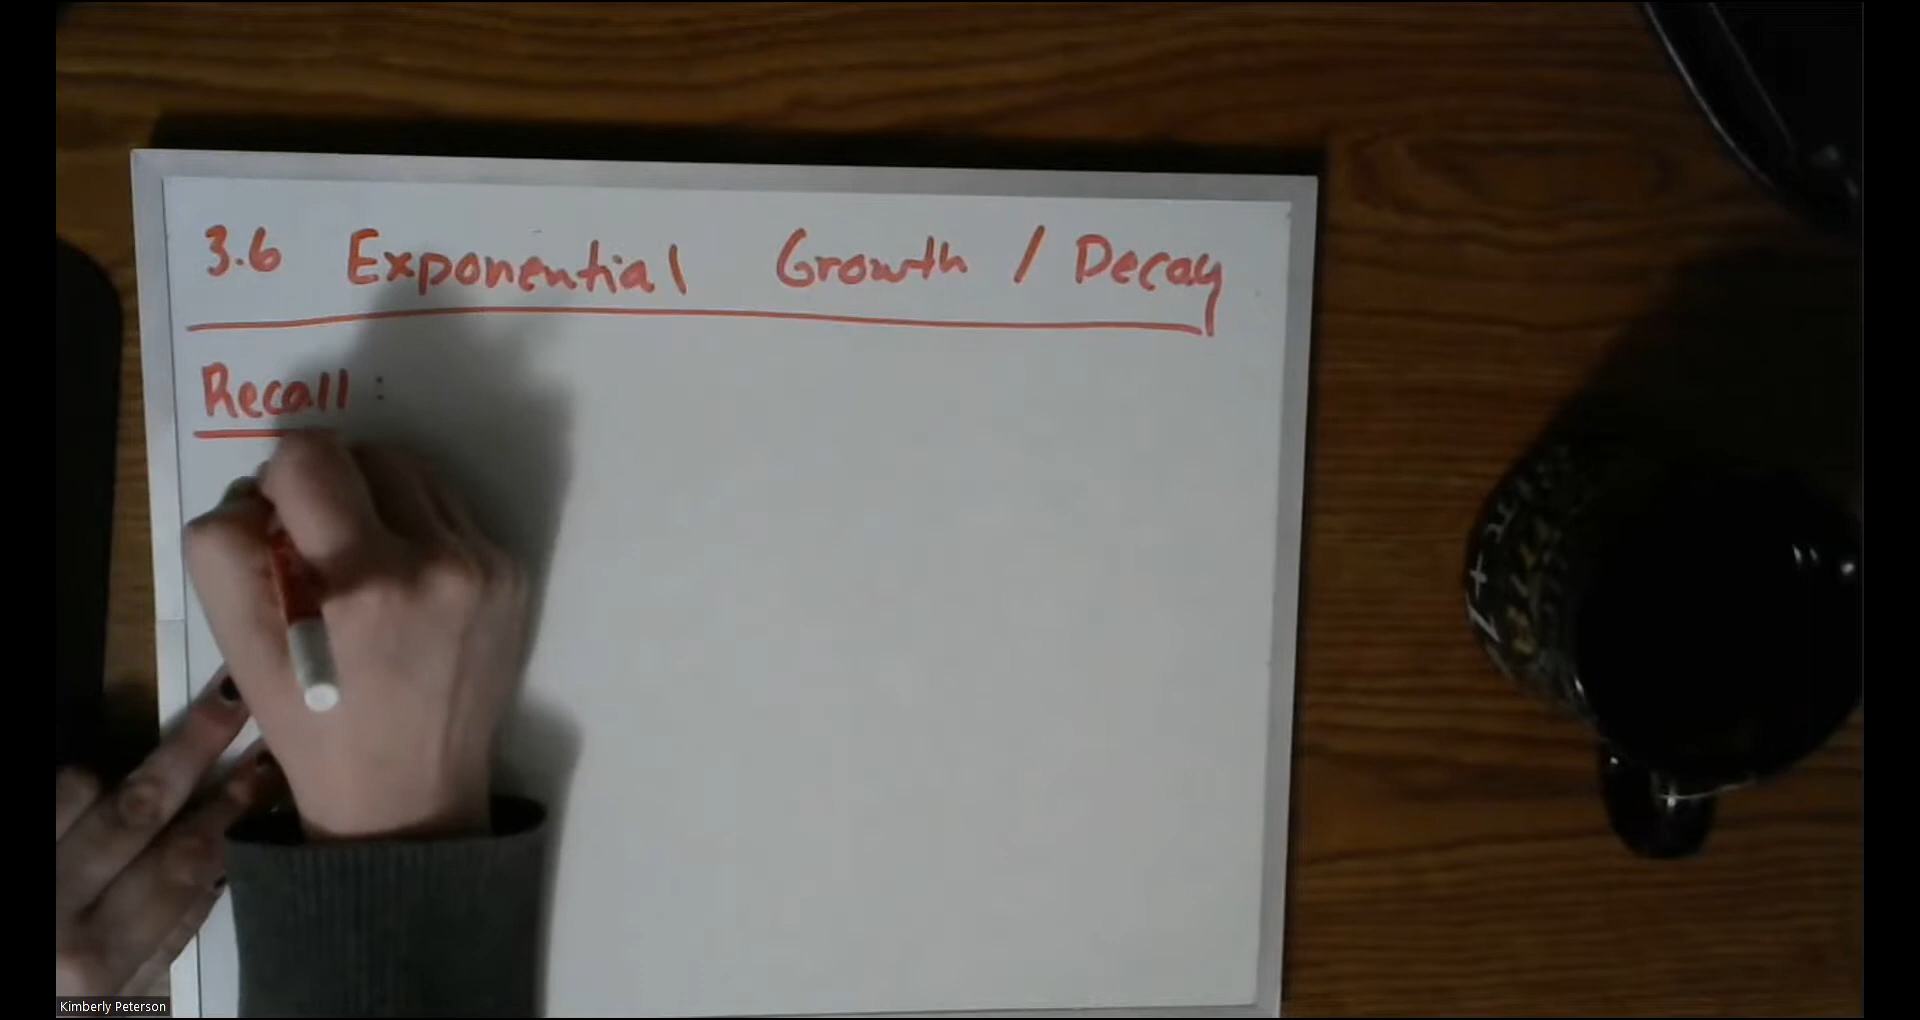 3.6 Exponential Growth / Decay
Recall :
Kimberly Peterson